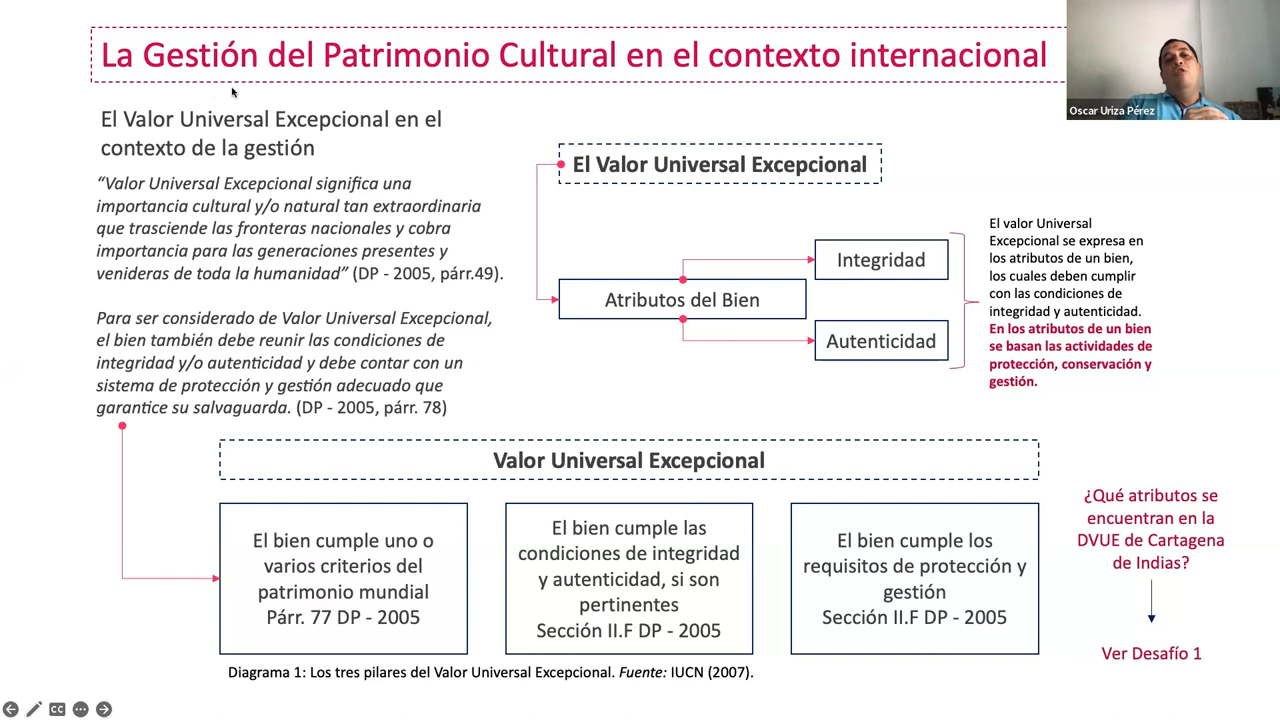 La Gestión del Patrimonio Cultural en el contexto internacional
Oscar Uriza Pérez
El Valor Universal Excepcional en el
contexto de la gestión
“Valor Universal Excepcional significa una
importancia cultural y/o natural tan extraordinaria
que trasciende las fronteras nacionales y cobra
importancia para las generaciones presentes y
venideras de toda la humanidad” (DP - 2005, párr.49).
Para ser considerado de Valor Universal Excepcional,
el bien también debe reunir las condiciones de
integridad y/o autenticidad y debe contar con un
sistema de protección y gestión adecuado que
garantice su salvaguarda. (DP - 2005, párr. 78)
El Valor Universal Excepcional
Atributos del Bien
Integridad
Autenticidad
El valor Universal
Excepcional se expresa en
los atributos de un bien,
los cuales deben cumplir
con las condiciones de
integridad y autenticidad.
En los atributos de un bien
se basan las actividades de
protección, conservación y
gestión.
Valor Universal Excepcional
El bien cumple uno o
varios criterios del
patrimonio mundial
Párr. 77 DP - 2005
El bien cumple las
condiciones de integridad
y autenticidad, si son
pertinentes
Sección II.F DP - 2005
El bien cumple los
requisitos de protección y
gestión
Sección II.F DP - 2005
¿Qué atributos se
encuentran en la
DVUE de Cartagena
de Indias?
Ver Desafío 1
Diagrama 1: Los tres pilares del Valor Universal Excepcional. Fuente: IUCN (2007).
CC